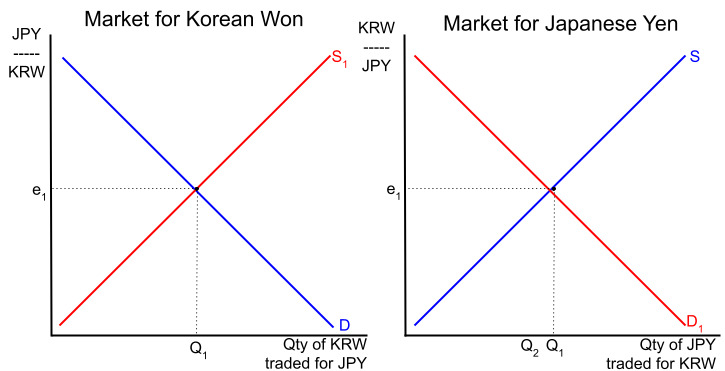 Market for Korean Won
JPY
-----
KRW
S1
e1
D
Q1
Qty of KRW
traded for JPY
Market for Japanese Yen
KRW
-----
JPY
S
e1
D1
Q2 Q1
Qty of JPY
traded for KRW